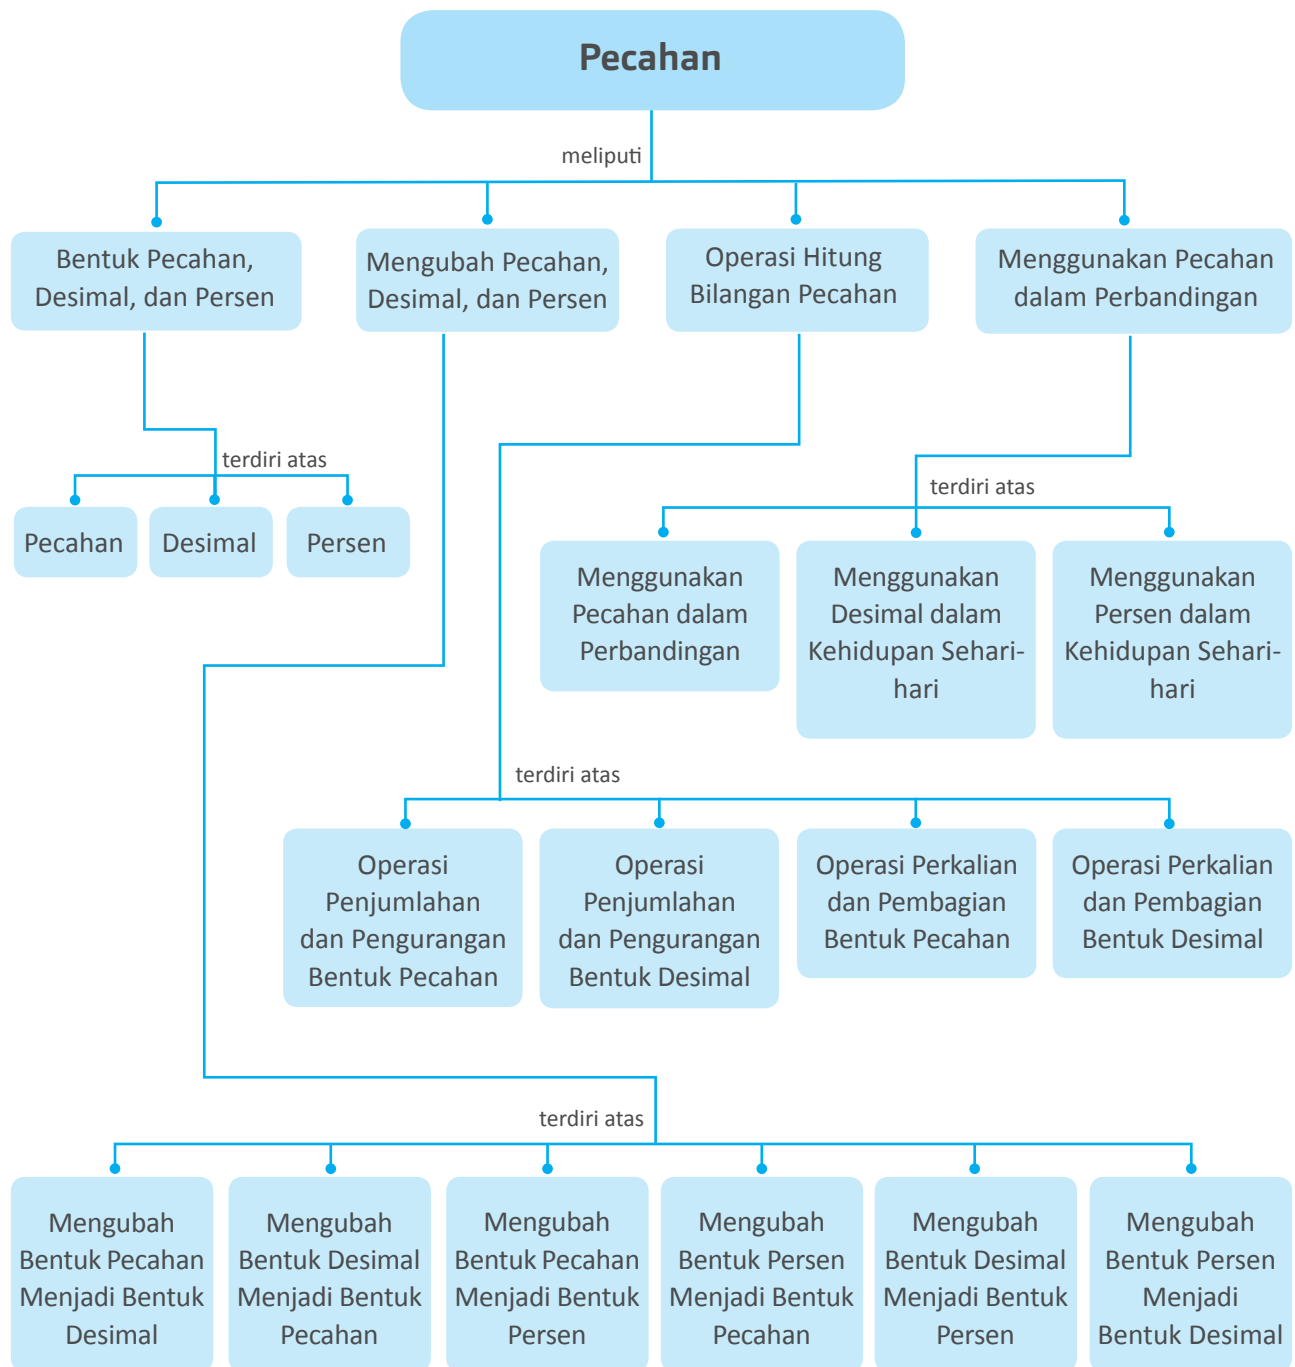 Pecahan
meliputi
Bentuk Pecahan,
Desimal, dan Persen
Mengubah Pecahan,
Desimal, dan Persen
Operasi Hitung
Bilangan Pecahan
Menggunakan Pecahan
dalam Perbandingan
terdiri atas
Pecahan
Desimal
Persen
terdiri atas
Menggunakan
Pecahan dalam
Perbandingan
Menggunakan
Desimal dalam
Kehidupan Sehari-
hari
Menggunakan
Persen dalam
Kehidupan Sehari-
hari
terdiri atas
Operasi
Penjumlahan
dan Pengurangan
Bentuk Pecahan
Operasi
Penjumlahan
dan Pengurangan
Bentuk Desimal
Operasi Perkalian
dan Pembagian
Bentuk Pecahan
Operasi Perkalian
dan Pembagian
Bentuk Desimal
terdiri atas
Mengubah
Bentuk Pecahan
Menjadi Bentuk
Desimal
Mengubah
Bentuk Desimal
Menjadi Bentuk
Pecahan
Mengubah
Bentuk Pecahan
Menjadi Bentuk
Persen
Mengubah
Bentuk Persen
Menjadi Bentuk
Pecahan
Mengubah
Bentuk Desimal
Menjadi Bentuk
Persen
Mengubah
Bentuk Persen
Menjadi
Bentuk Desimal